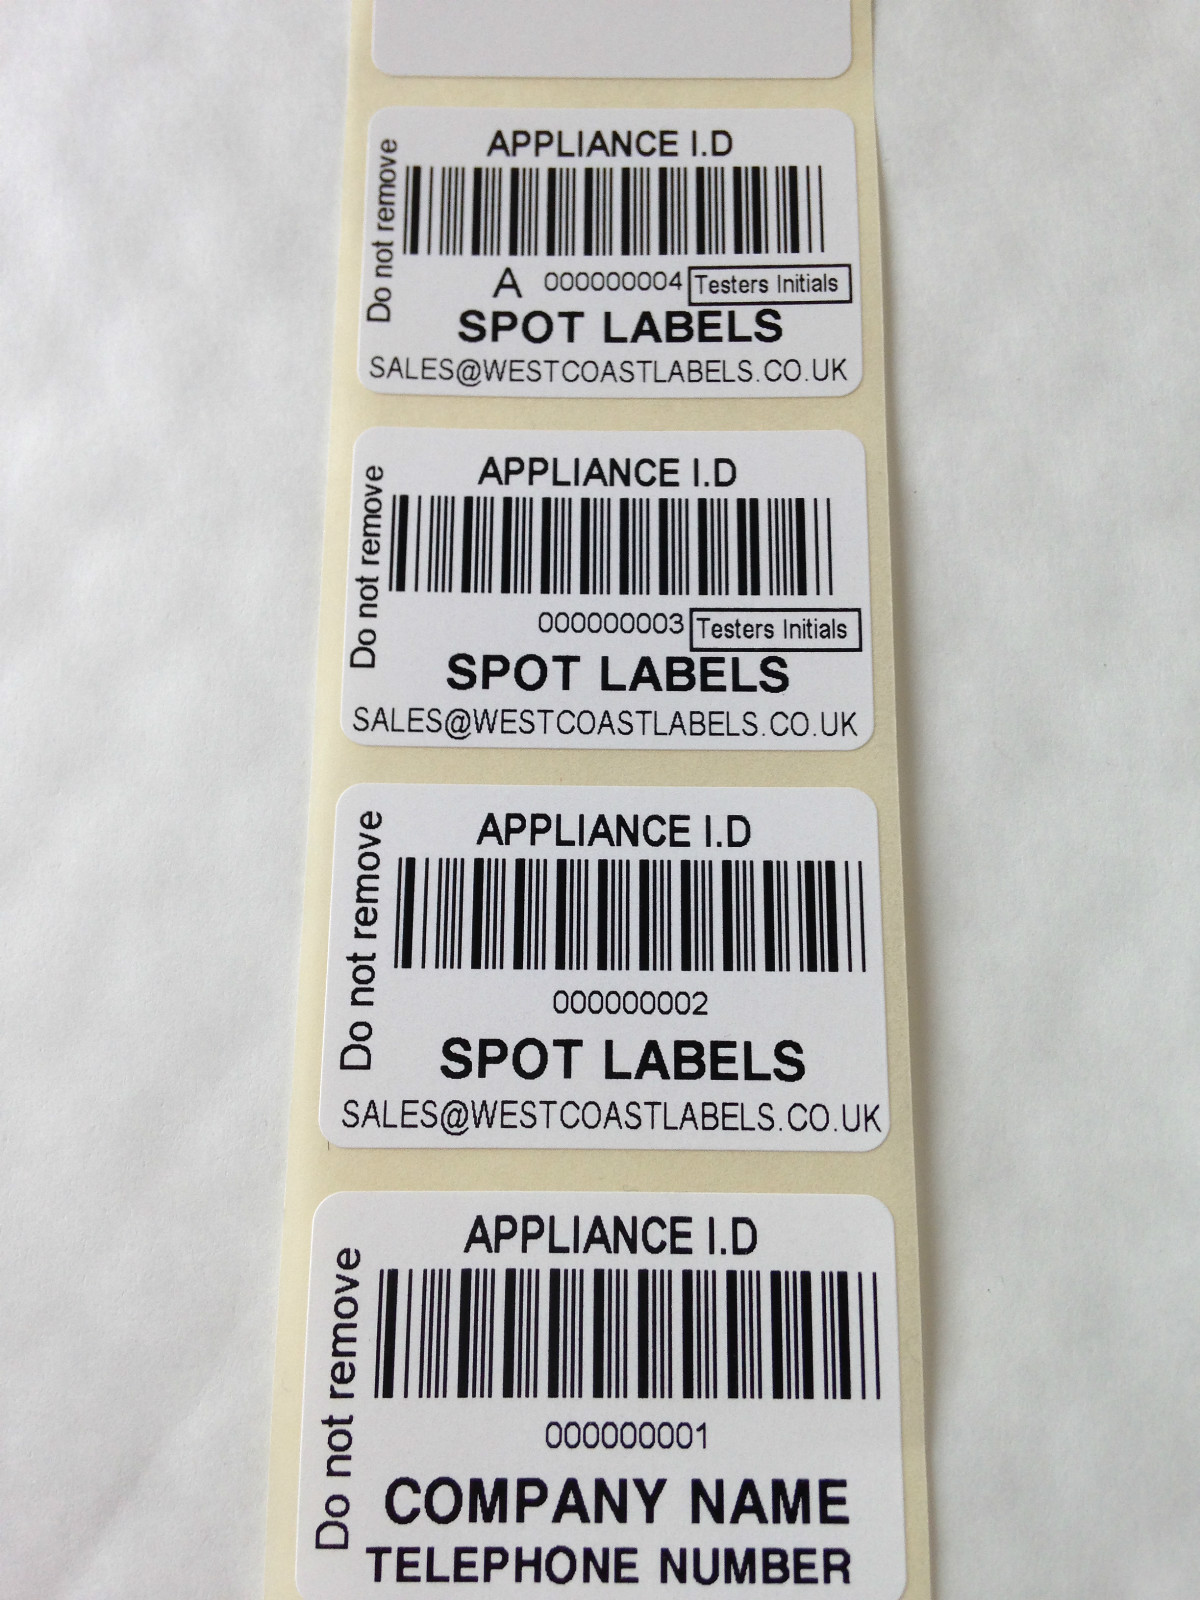 APPLIANCE I.D
Do not remove
A 000000004 Testers Initials
SPOT LABELS
SALES@WESTCOASTLABELS.CO.UK
APPLIANCE I.D
Do not remove
000000003 Testers Initials
SPOT LABELS
SALES@WESTCOASTLABELS.CO.UK
APPLIANCE I.D
Do not remove
000000002
SPOT LABELS
SALES@WESTCOASTLABELS.CO.UK
APPLIANCE I.D
Do not remove
000000001
COMPANY NAME
TELEPHONE NUMBER